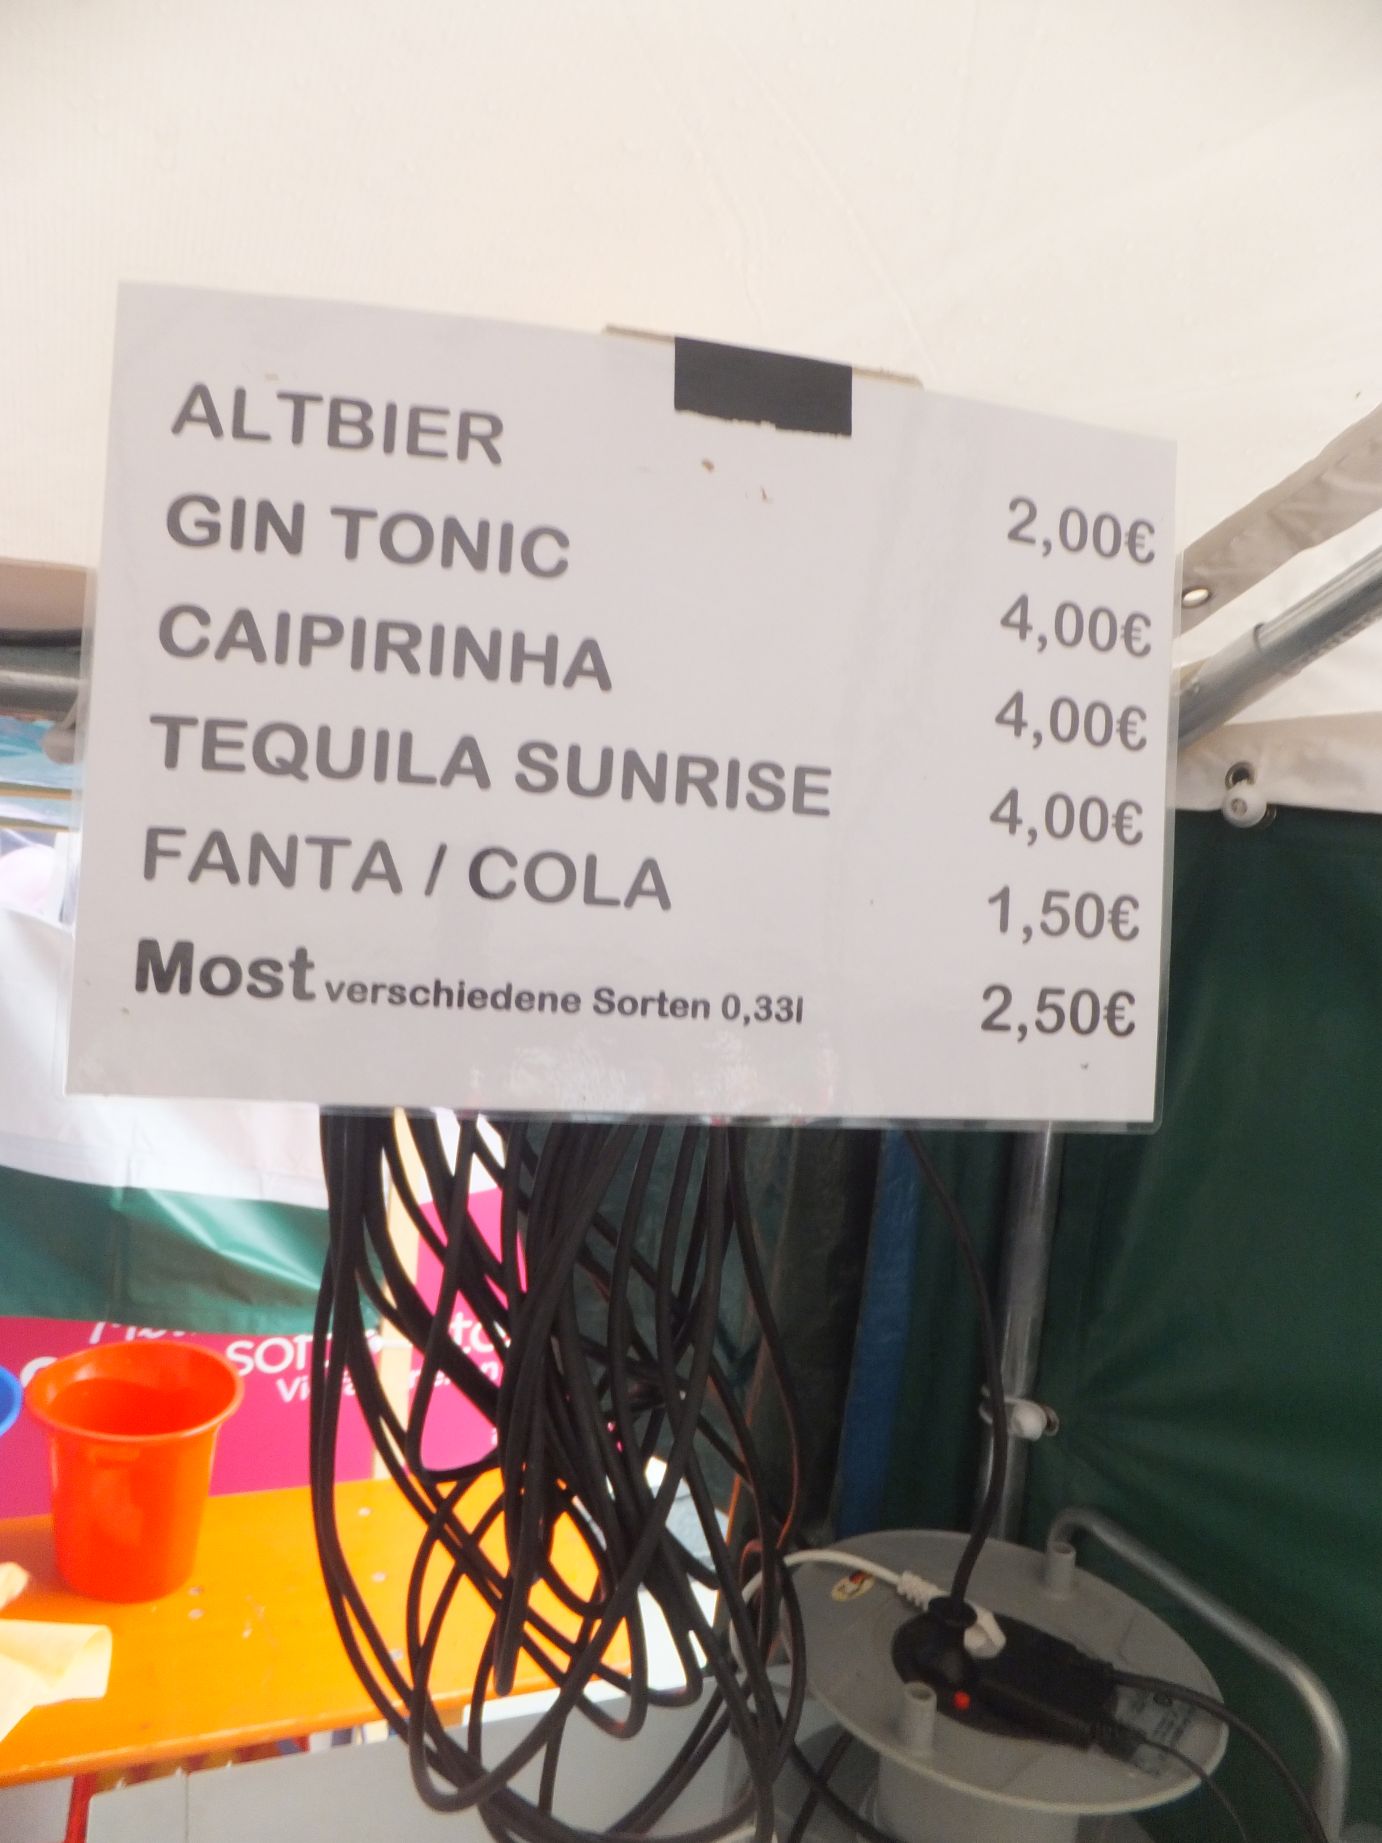 ALTBIER 2,00€
GIN TONIC 4,00€
CAIPIRINHA 4,00€
TEQUILA SUNRISE 4,00€
FANTA / COLA 1,50€
Most verschiedene Sorten 0,33l 2,50€